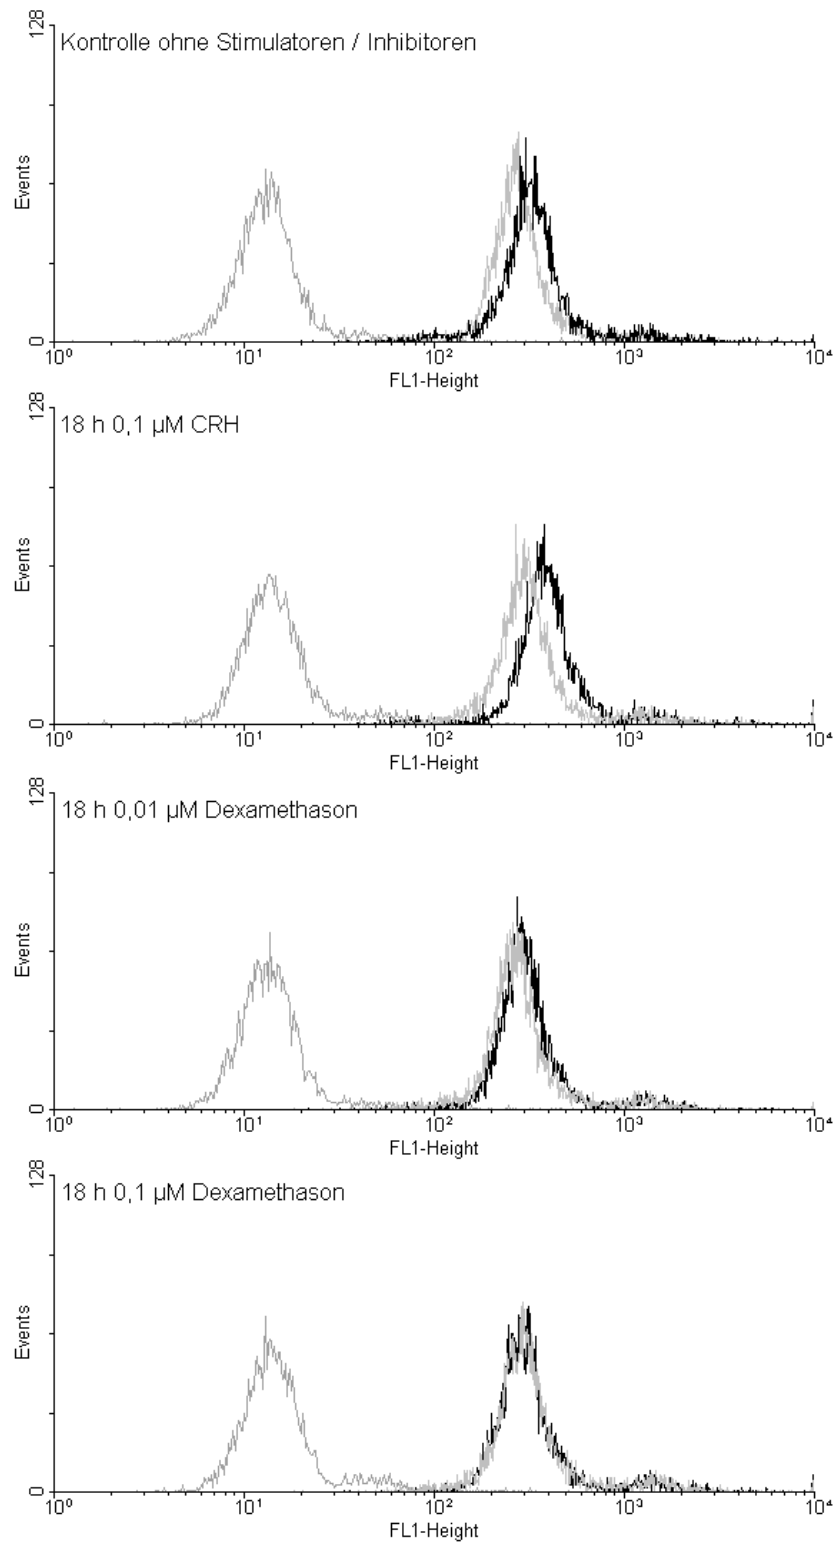 128
Kontrolle ohne Stimulatoren / Inhibitoren
Events
0
10⁰ 10¹ 10² 10³ 10⁴
FL1-Height
128
18 h 0,1 µM CRH
Events
0
10⁰ 10¹ 10² 10³ 10⁴
FL1-Height
128
18 h 0,01 µM Dexamethason
Events
0
10⁰ 10¹ 10² 10³ 10⁴
FL1-Height
128
18 h 0,1 µM Dexamethason
Events
0
10⁰ 10¹ 10² 10³ 10⁴
FL1-Height